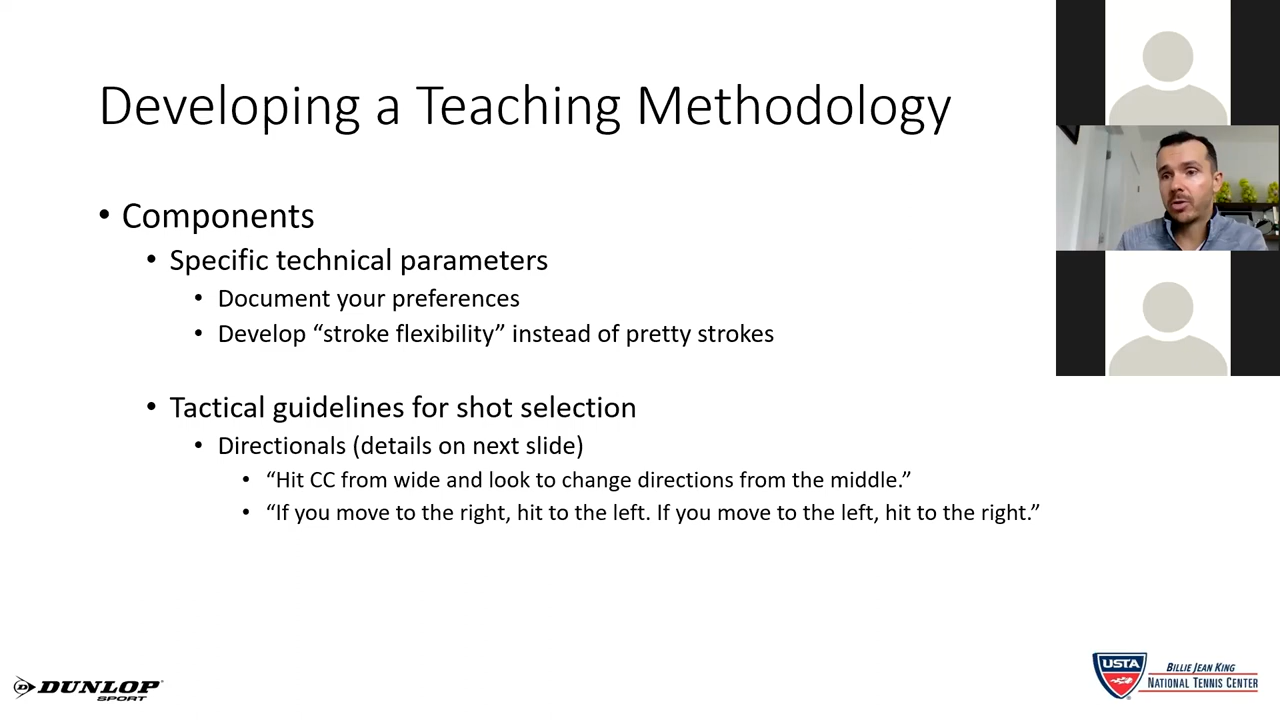 Developing a Teaching Methodology
• Components
• Specific technical parameters
• Document your preferences
• Develop “stroke flexibility” instead of pretty strokes
• Tactical guidelines for shot selection
• Directionals (details on next slide)
• “Hit CC from wide and look to change directions from the middle.”
• “If you move to the right, hit to the left. If you move to the left, hit to the right.”
DUNLOP
SPORT
USTA
BILLIE JEAN KING
NATIONAL TENNIS CENTER